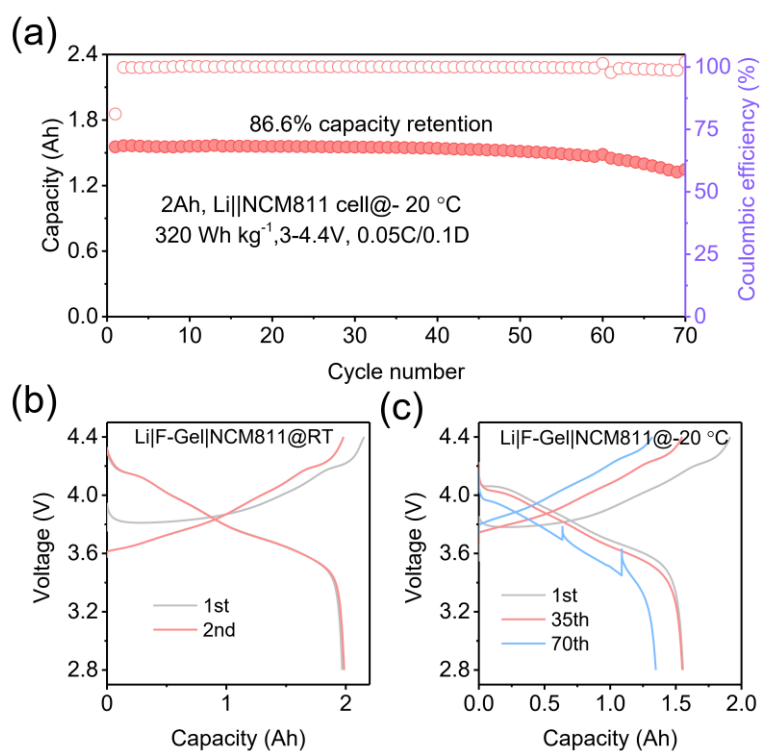 (a)
2.4
1.8
1.2
0.6
0.0
Capacity (Ah)
86.6% capacity retention
2Ah, Li||NCM811 cell@- 20 °C
320 Wh kg⁻¹,3-4.4V, 0.05C/0.1D
100
75
50
25
0
Coulombic efficiency (%)
0 10 20 30 40 50 60 70
Cycle number
(b)
Li|F-Gel|NCM811@RT
4.4
4.0
3.6
3.2
2.8
Voltage (V)
1st
2nd
0 1 2
Capacity (Ah)
(c)
Li|F-Gel|NCM811@-20 °C
4.4
4.0
3.6
3.2
2.8
Voltage (V)
1st
35th
70th
0.0 0.5 1.0 1.5 2.0
Capacity (Ah)